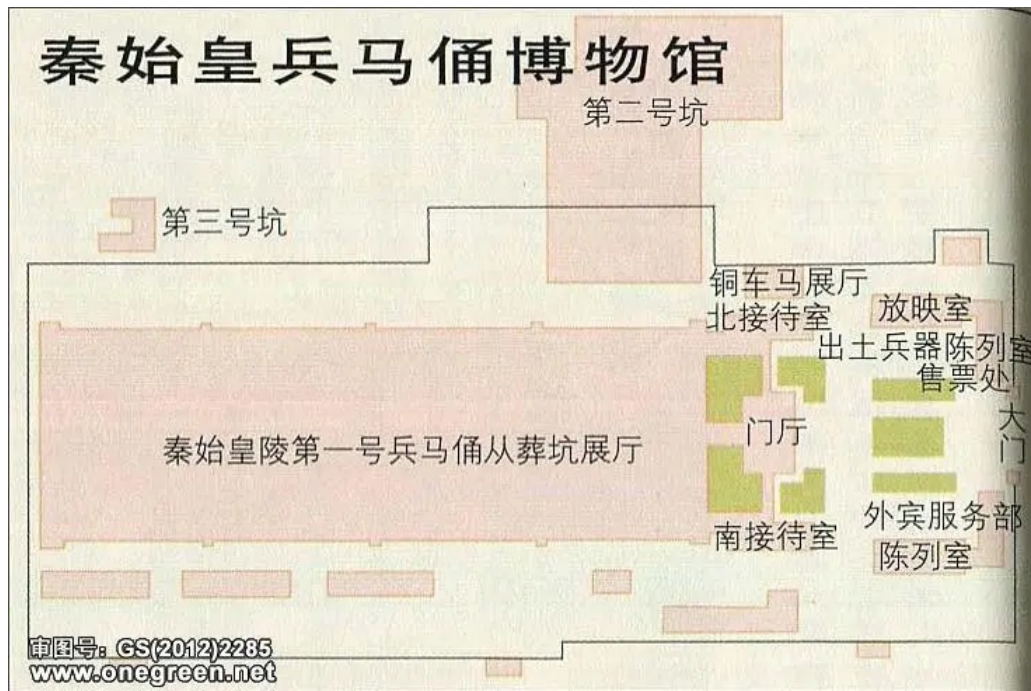 秦始皇兵马俑博物馆
第二号坑
第三号坑
铜车马展厅
北接待室
放映室
出土兵器陈列室
售票处
大门
门厅
秦始皇陵第一号兵马俑从葬坑展厅
南接待室
外宾服务部
陈列室
审图号：GS(2012)2285
www.onegreen.net